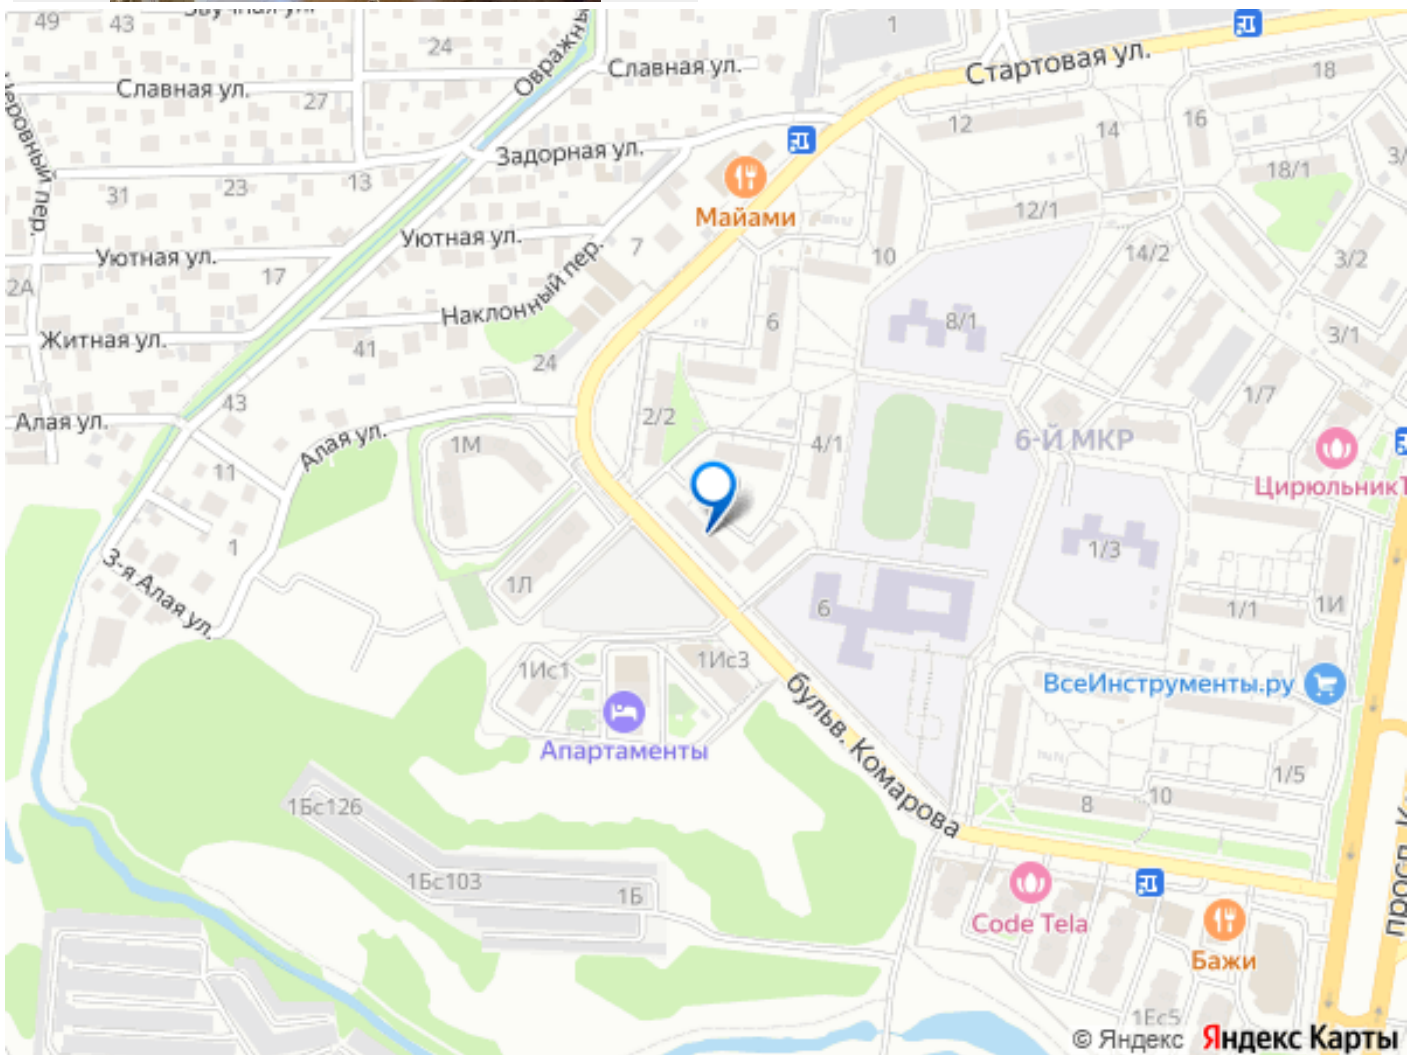 49
43
24
1
Славная ул.
Стартовая ул.
18
Славная ул.
27
12
14
16
Задорная ул.
18/1
31
23
13
Майами
12/1
Уютная ул.
7
10
14/2
3/2
Уютная ул.
17
2А
Наклонный пер.
6
8/1
Житная ул.
41
24
3/1
43
1/7
Алая ул.
2/2
Алая ул.
1М
4/1
6-Й МКР
11
Цирюльник
1
1/3
3-я Алая ул.
1Л
6
1/1
1И
1Ис1
1Ис3
ВсеИнструменты.ру
бульв. Комарова
Апартаменты
1/5
1Бс126
8
10
1Бс103
1Б
Code Tela
Бажи
1Ес5
© Яндекс Яндекс Карты